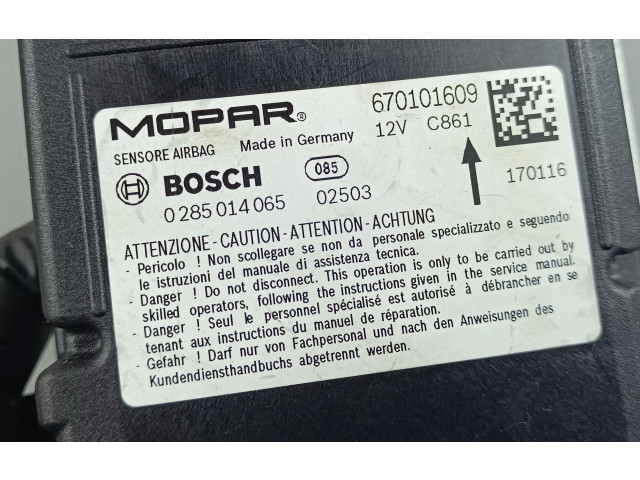 MOPAR® 670101609
SENSORE AIRBAG Made in Germany 12V C861
BOSCH 085 170116
0 285 014 065 02503
ATTENZIONE - CAUTION - ATTENTION - ACHTUNG
- Pericolo ! Non scollegare se non da personale specializzato e seguendo
le istruzioni del manuale di assistenza tecnica.
- Danger ! Do not disconnect. This operation is only to be carried out by
skilled operators, following the instructions given in the service manual.
- Danger ! Seul le personnel spécialisé est autorisé à débrancher en se
tenant aux instructions du manuel de réparation.
- Gefahr ! Darf nur von Fachpersonal und nach den Anweisungen des
Kundendiensthandbuchs abgetrennt werden.